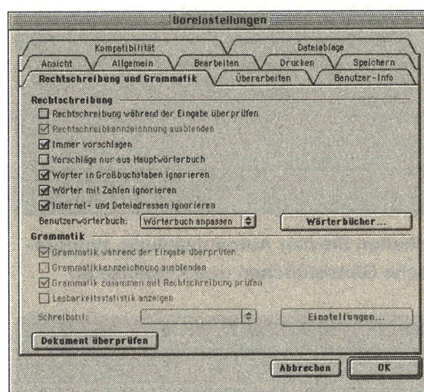 Voreinstellungen
Kompatibilität Dateiablage
Ansicht Allgemein Bearbeiten Drucken Speichern
Rechtschreibung und Grammatik Überarbeiten Benutzer-Info
Rechtschreibung
Rechtschreibung während der Eingabe überprüfen
Rechtschreibkennzeichnung ausblenden
Immer vorschlagen
Vorschläge nur aus Hauptwörterbuch
Wörter in Großbuchstaben ignorieren
Wörter mit Zahlen ignorieren
Internet- und Dateiadressen ignorieren
Benutzerwörterbuch: Wörterbuch anpassen Wörterbücher...
Grammatik
Grammatik während der Eingabe überprüfen
Grammatikkennzeichnung ausblenden
Grammatik zusammen mit Rechtschreibung prüfen
Lesbarkeitsstatistik anzeigen
Schreibstil: Einstellungen...
Dokument überprüfen
Abbrechen OK